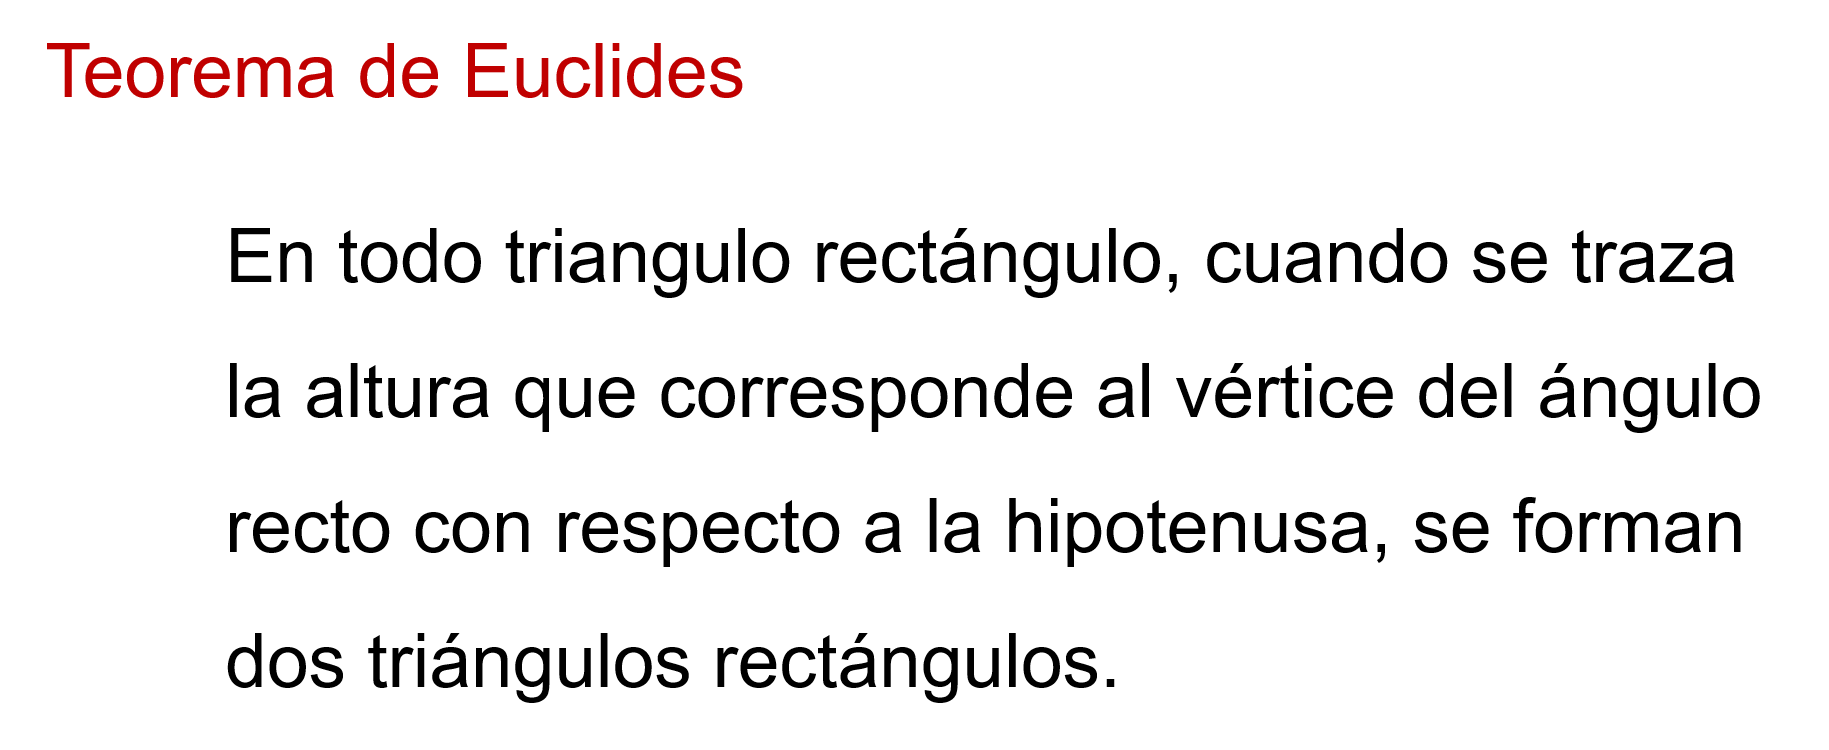 Teorema de Euclides
En todo triangulo rectángulo, cuando se traza
la altura que corresponde al vértice del ángulo
recto con respecto a la hipotenusa, se forman
dos triángulos rectángulos.